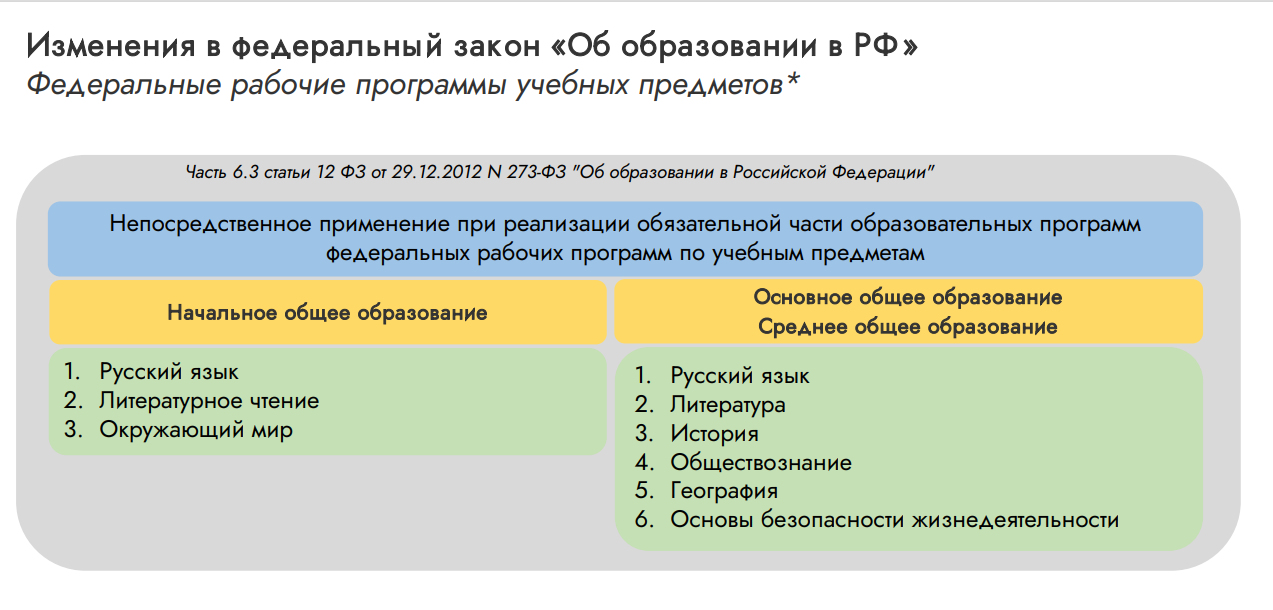 Изменения в федеральный закон «Об образовании в РФ»
Федеральные рабочие программы учебных предметов*
Часть 6.3 статьи 12 ФЗ от 29.12.2012 N 273-ФЗ "Об образовании в Российской Федерации"
Непосредственное применение при реализации обязательной части образовательных программ
федеральных рабочих программ по учебным предметам
Начальное общее образование
1. Русский язык
2. Литературное чтение
3. Окружающий мир
Основное общее образование
Среднее общее образование
1. Русский язык
2. Литература
3. История
4. Обществознание
5. География
6. Основы безопасности жизнедеятельности